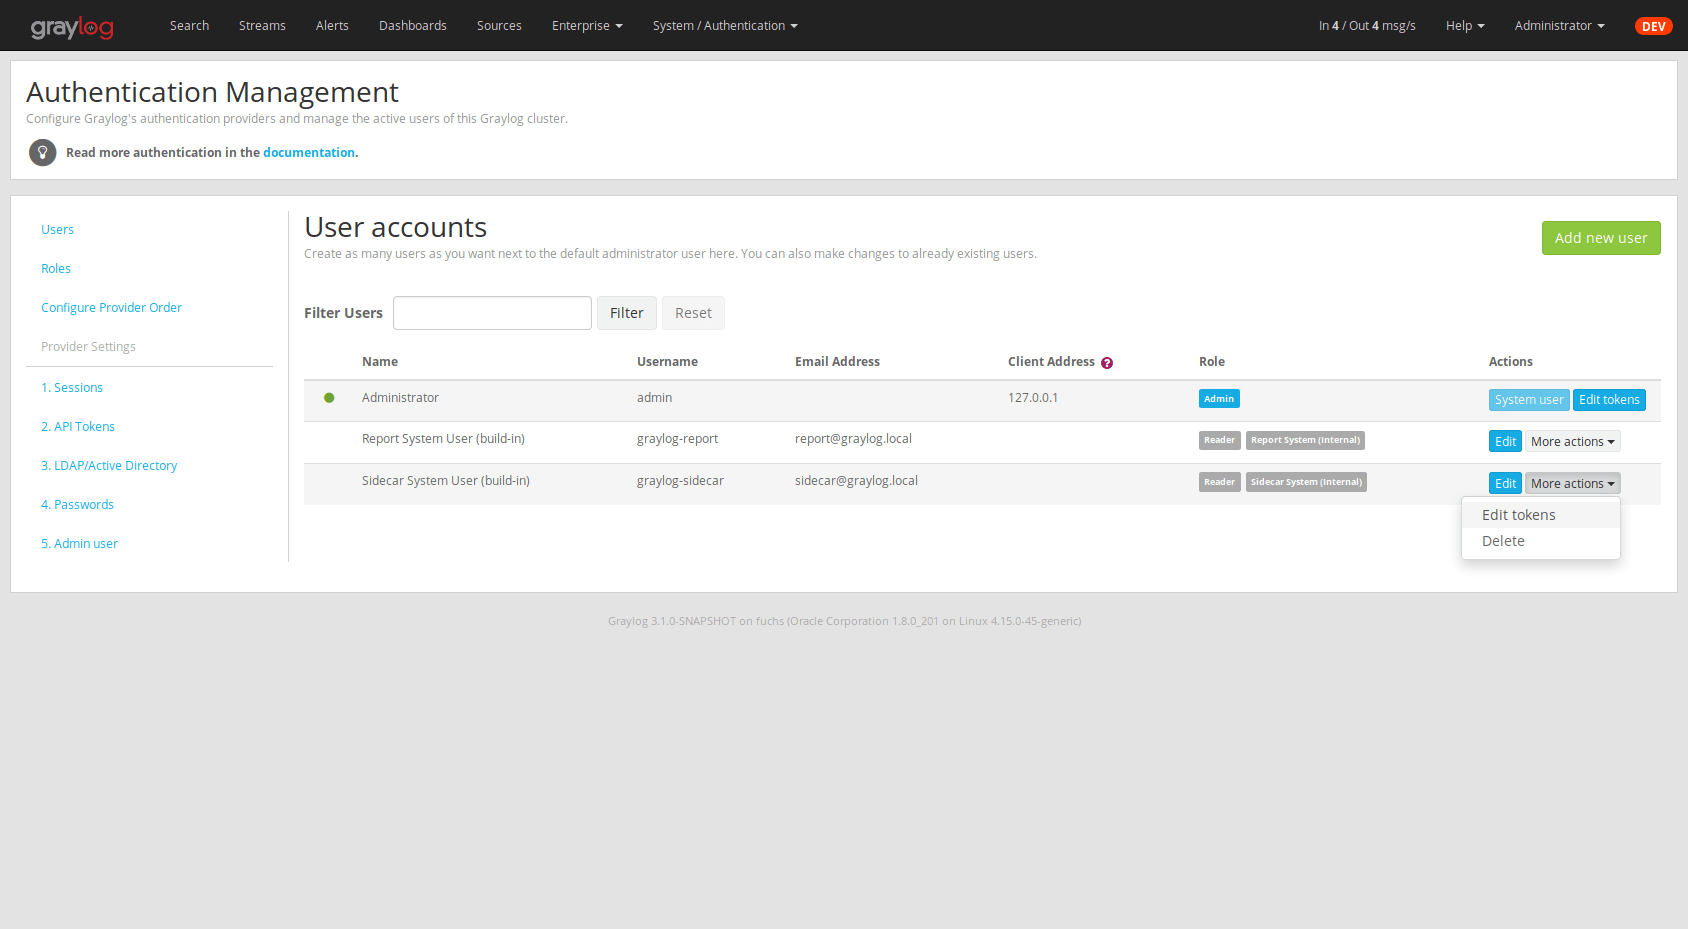 graylog Search Streams Alerts Dashboards Sources Enterprise System / Authentication In 4 / Out 4 msg/s Help Administrator DEV
Authentication Management
Configure Graylog's authentication providers and manage the active users of this Graylog cluster.
Read more authentication in the documentation.
Users
Roles
Configure Provider Order
Provider Settings
1. Sessions
2. API Tokens
3. LDAP/Active Directory
4. Passwords
5. Admin user
User accounts
Create as many users as you want next to the default administrator user here. You can also make changes to already existing users.
Add new user
Filter Users Filter Reset
Name Username Email Address Client Address ? Role Actions
Administrator admin 127.0.0.1 Admin System user Edit tokens
Report System User (build-in) graylog-report report@graylog.local Reader Report System (Internal) Edit More actions
Sidecar System User (build-in) graylog-sidecar sidecar@graylog.local Reader Sidecar System (Internal) Edit More actions
Edit tokens
Delete
Graylog 3.1.0-SNAPSHOT on fuchs (Oracle Corporation 1.8.0_201 on Linux 4.15.0-45-generic)